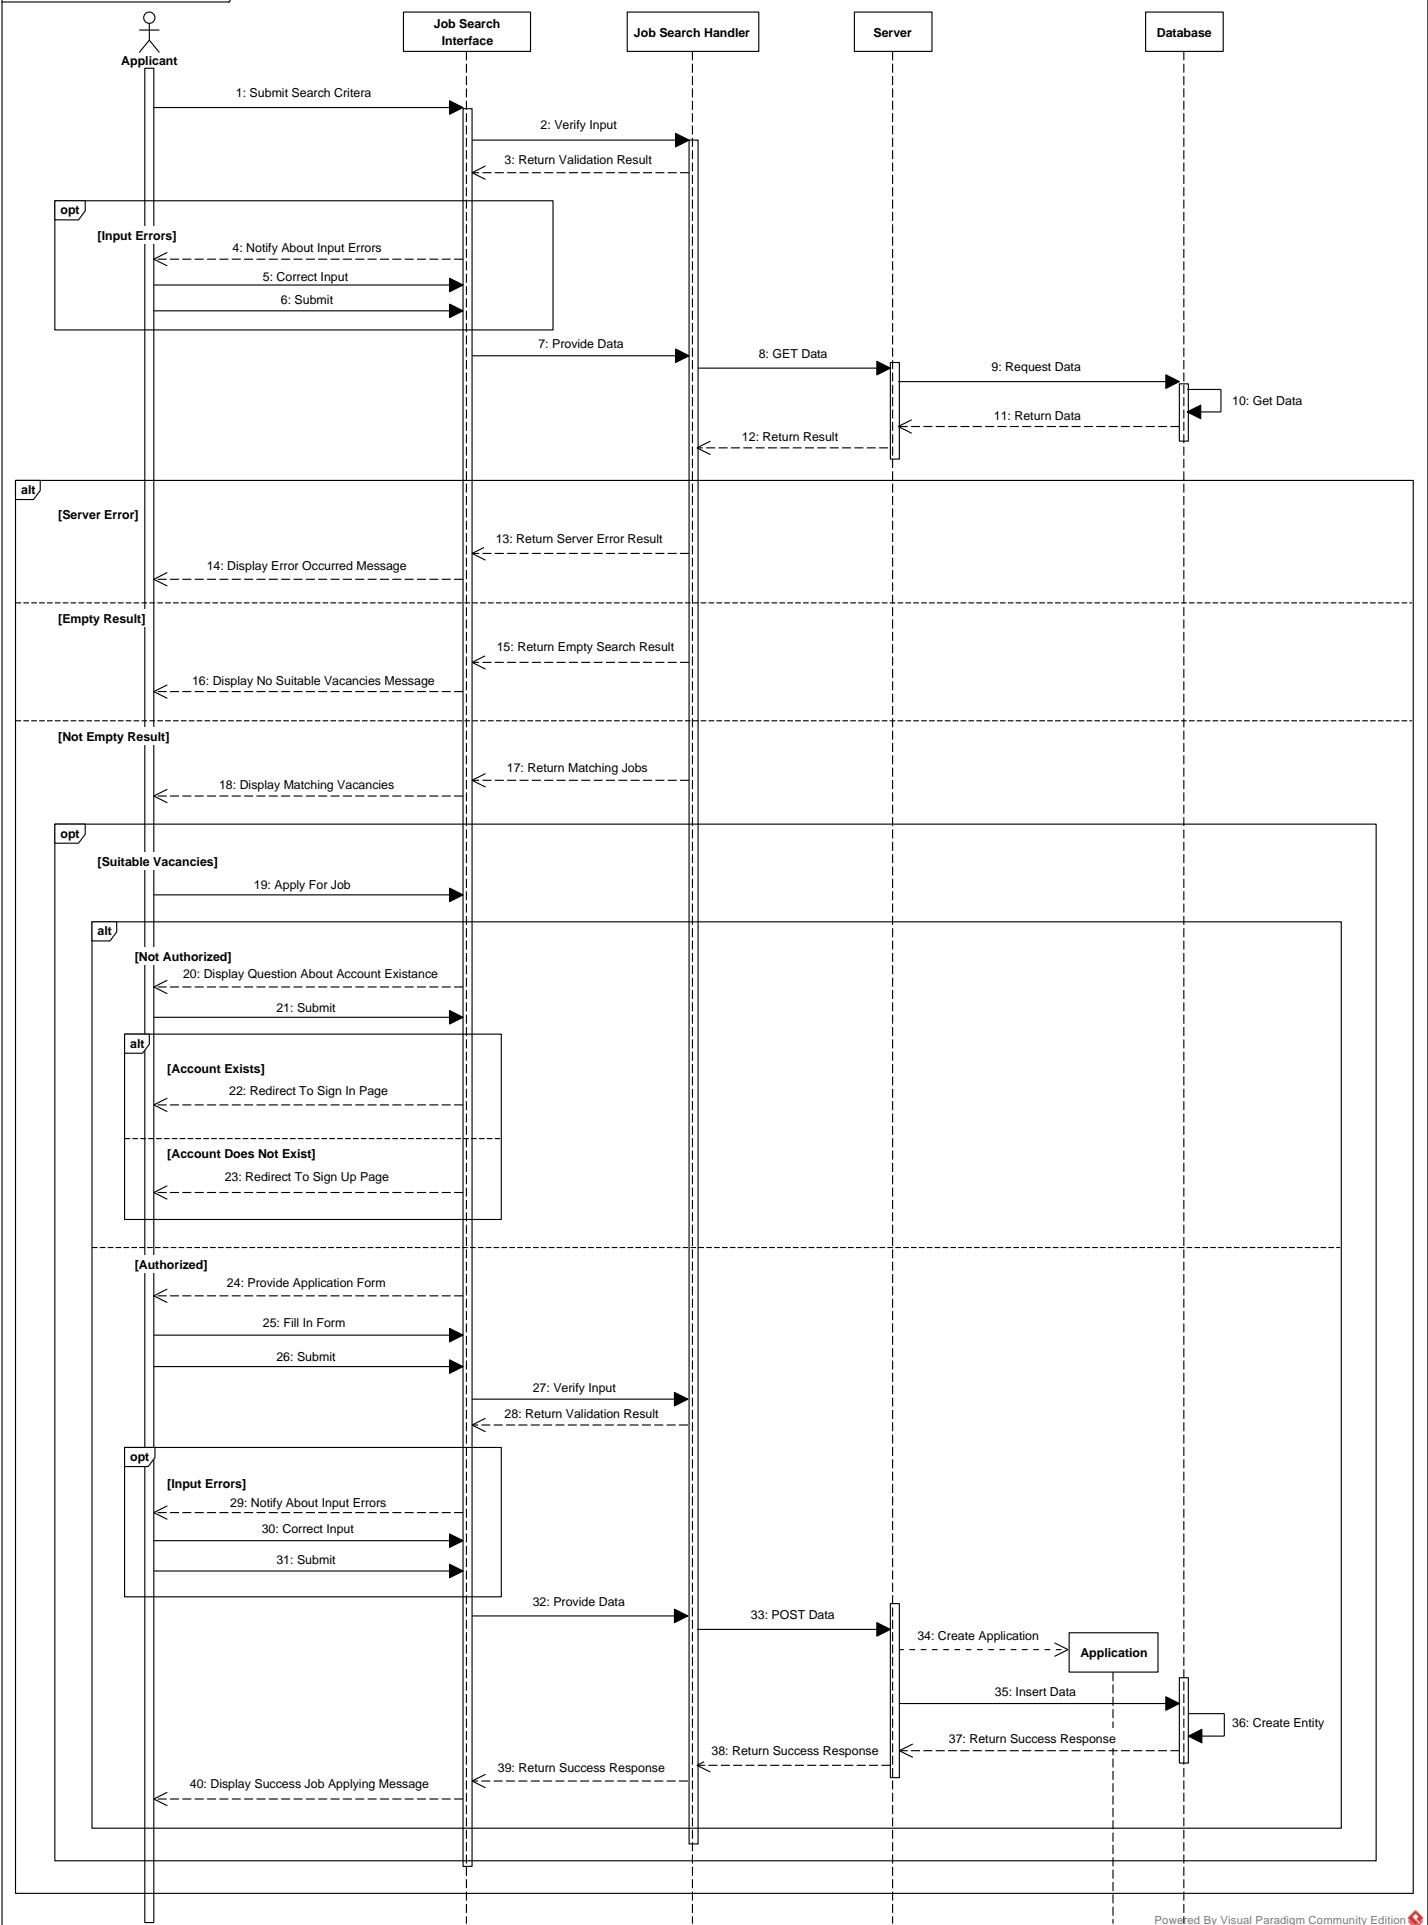 Job Search
Interface
Job Search Handler
Server
Database
Applicant
1: Submit Search Critera
2: Verify Input
3: Return Validation Result
opt
[Input Errors]
4: Notify About Input Errors
5: Correct Input
6: Submit
7: Provide Data
8: GET Data
9: Request Data
10: Get Data
11: Return Data
12: Return Result
alt
[Server Error]
13: Return Server Error Result
14: Display Error Occurred Message
[Empty Result]
15: Return Empty Search Result
16: Display No Suitable Vacancies Message
[Not Empty Result]
17: Return Matching Jobs
18: Display Matching Vacancies
opt
[Suitable Vacancies]
19: Apply For Job
alt
[Not Authorized]
20: Display Question About Account Existance
21: Submit
alt
[Account Exists]
22: Redirect To Sign In Page
[Account Does Not Exist]
23: Redirect To Sign Up Page
[Authorized]
24: Provide Application Form
25: Fill In Form
26: Submit
27: Verify Input
28: Return Validation Result
opt
[Input Errors]
29: Notify About Input Errors
30: Correct Input
31: Submit
32: Provide Data
33: POST Data
34: Create Application
Application
35: Insert Data
36: Create Entity
37: Return Success Response
38: Return Success Response
39: Return Success Response
40: Display Success Job Applying Message
Powered By Visual Paradigm Community Edition